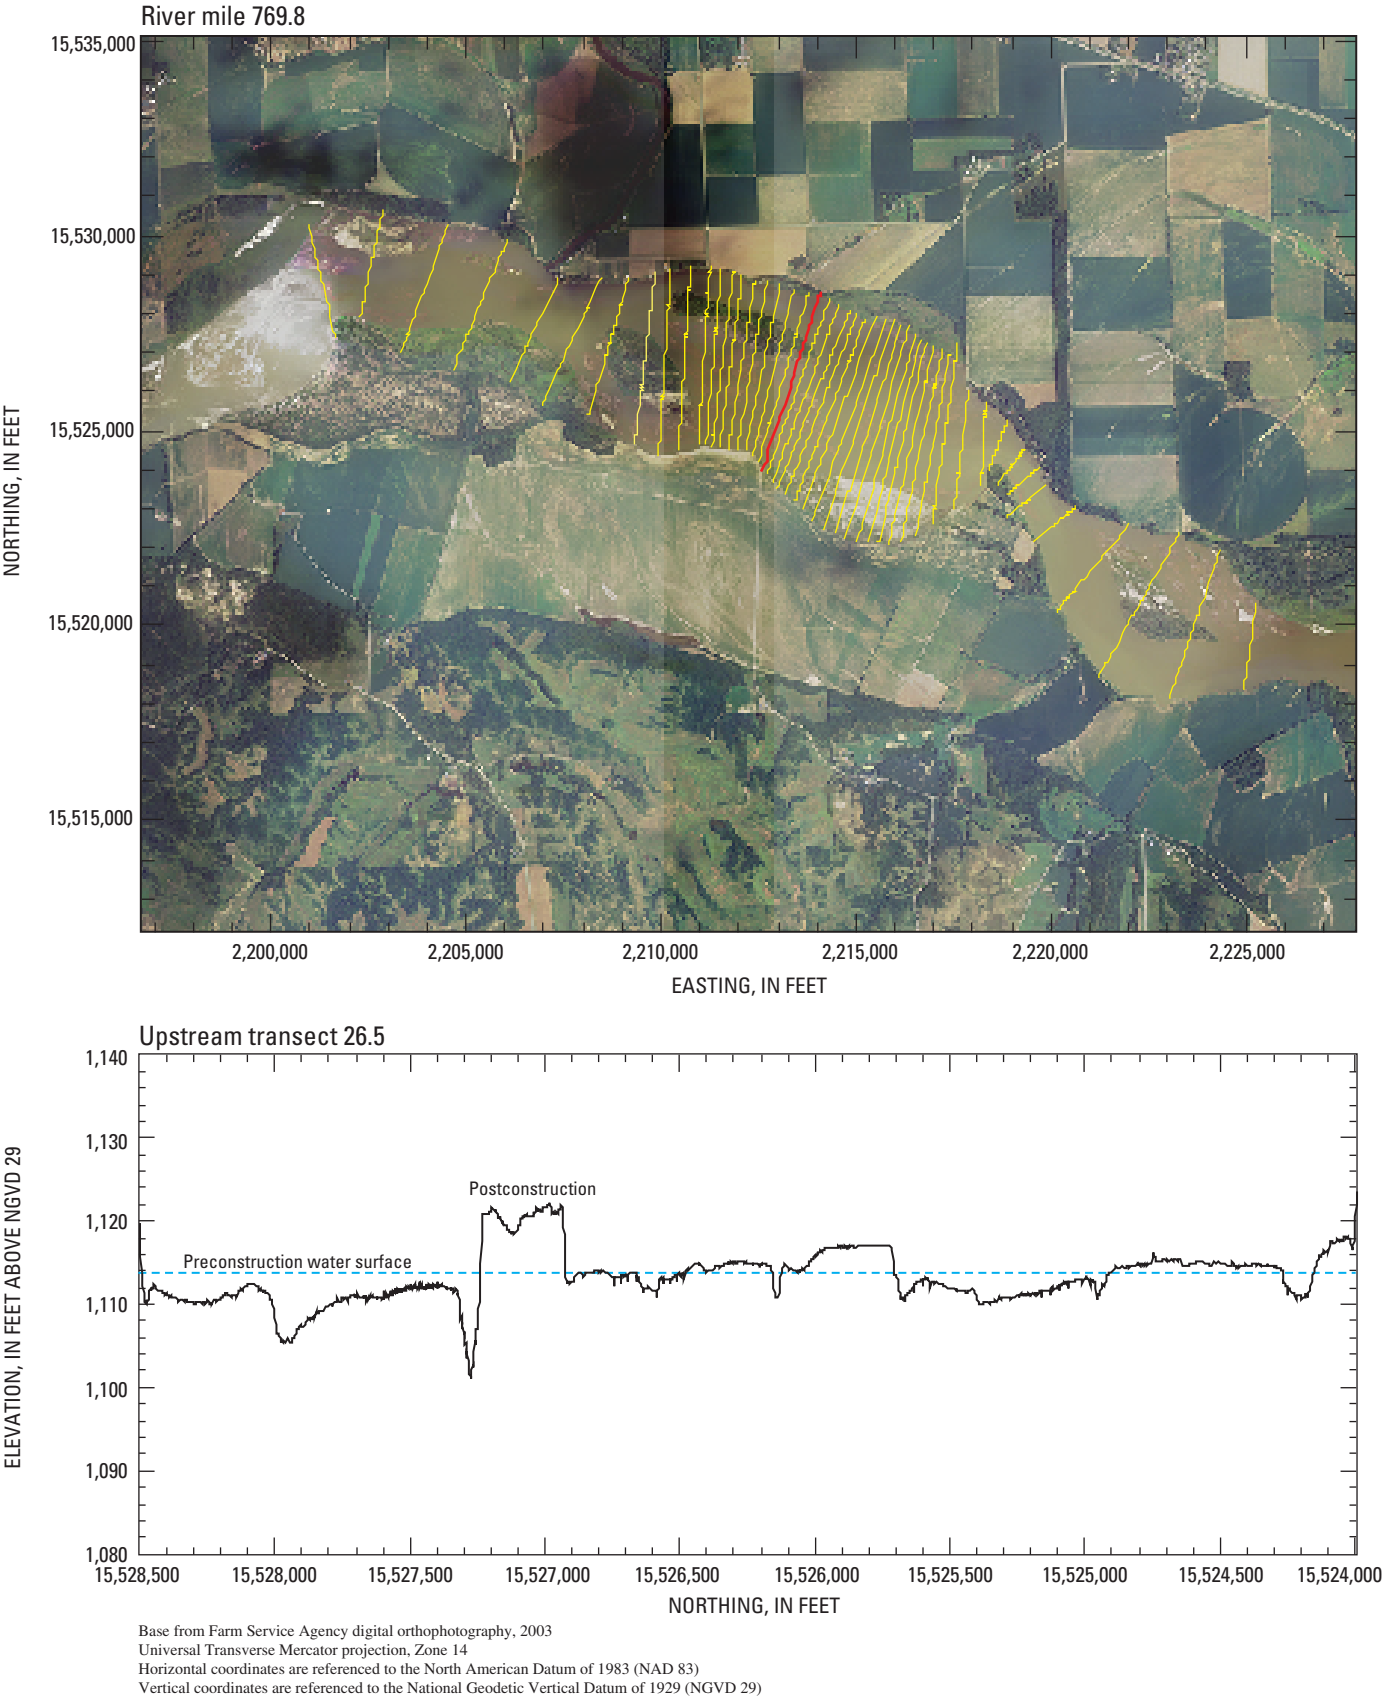 River mile 769.8
15,535,000
15,530,000
15,525,000
15,520,000
15,515,000
NORTHING, IN FEET
2,200,000 2,205,000 2,210,000 2,215,000 2,220,000 2,225,000
EASTING, IN FEET
Upstream transect 26.5
1,140
1,130
1,120
1,110
1,100
1,090
1,080
ELEVATION, IN FEET ABOVE NGVD 29
Postconstruction
Preconstruction water surface
15,528,500 15,528,000 15,527,500 15,527,000 15,526,500 15,526,000 15,525,500 15,525,000 15,524,500 15,524,000
NORTHING, IN FEET
Base from Farm Service Agency digital orthophotography, 2003
Universal Transverse Mercator projection, Zone 14
Horizontal coordinates are referenced to the North American Datum of 1983 (NAD 83)
Vertical coordinates are referenced to the National Geodetic Vertical Datum of 1929 (NGVD 29)